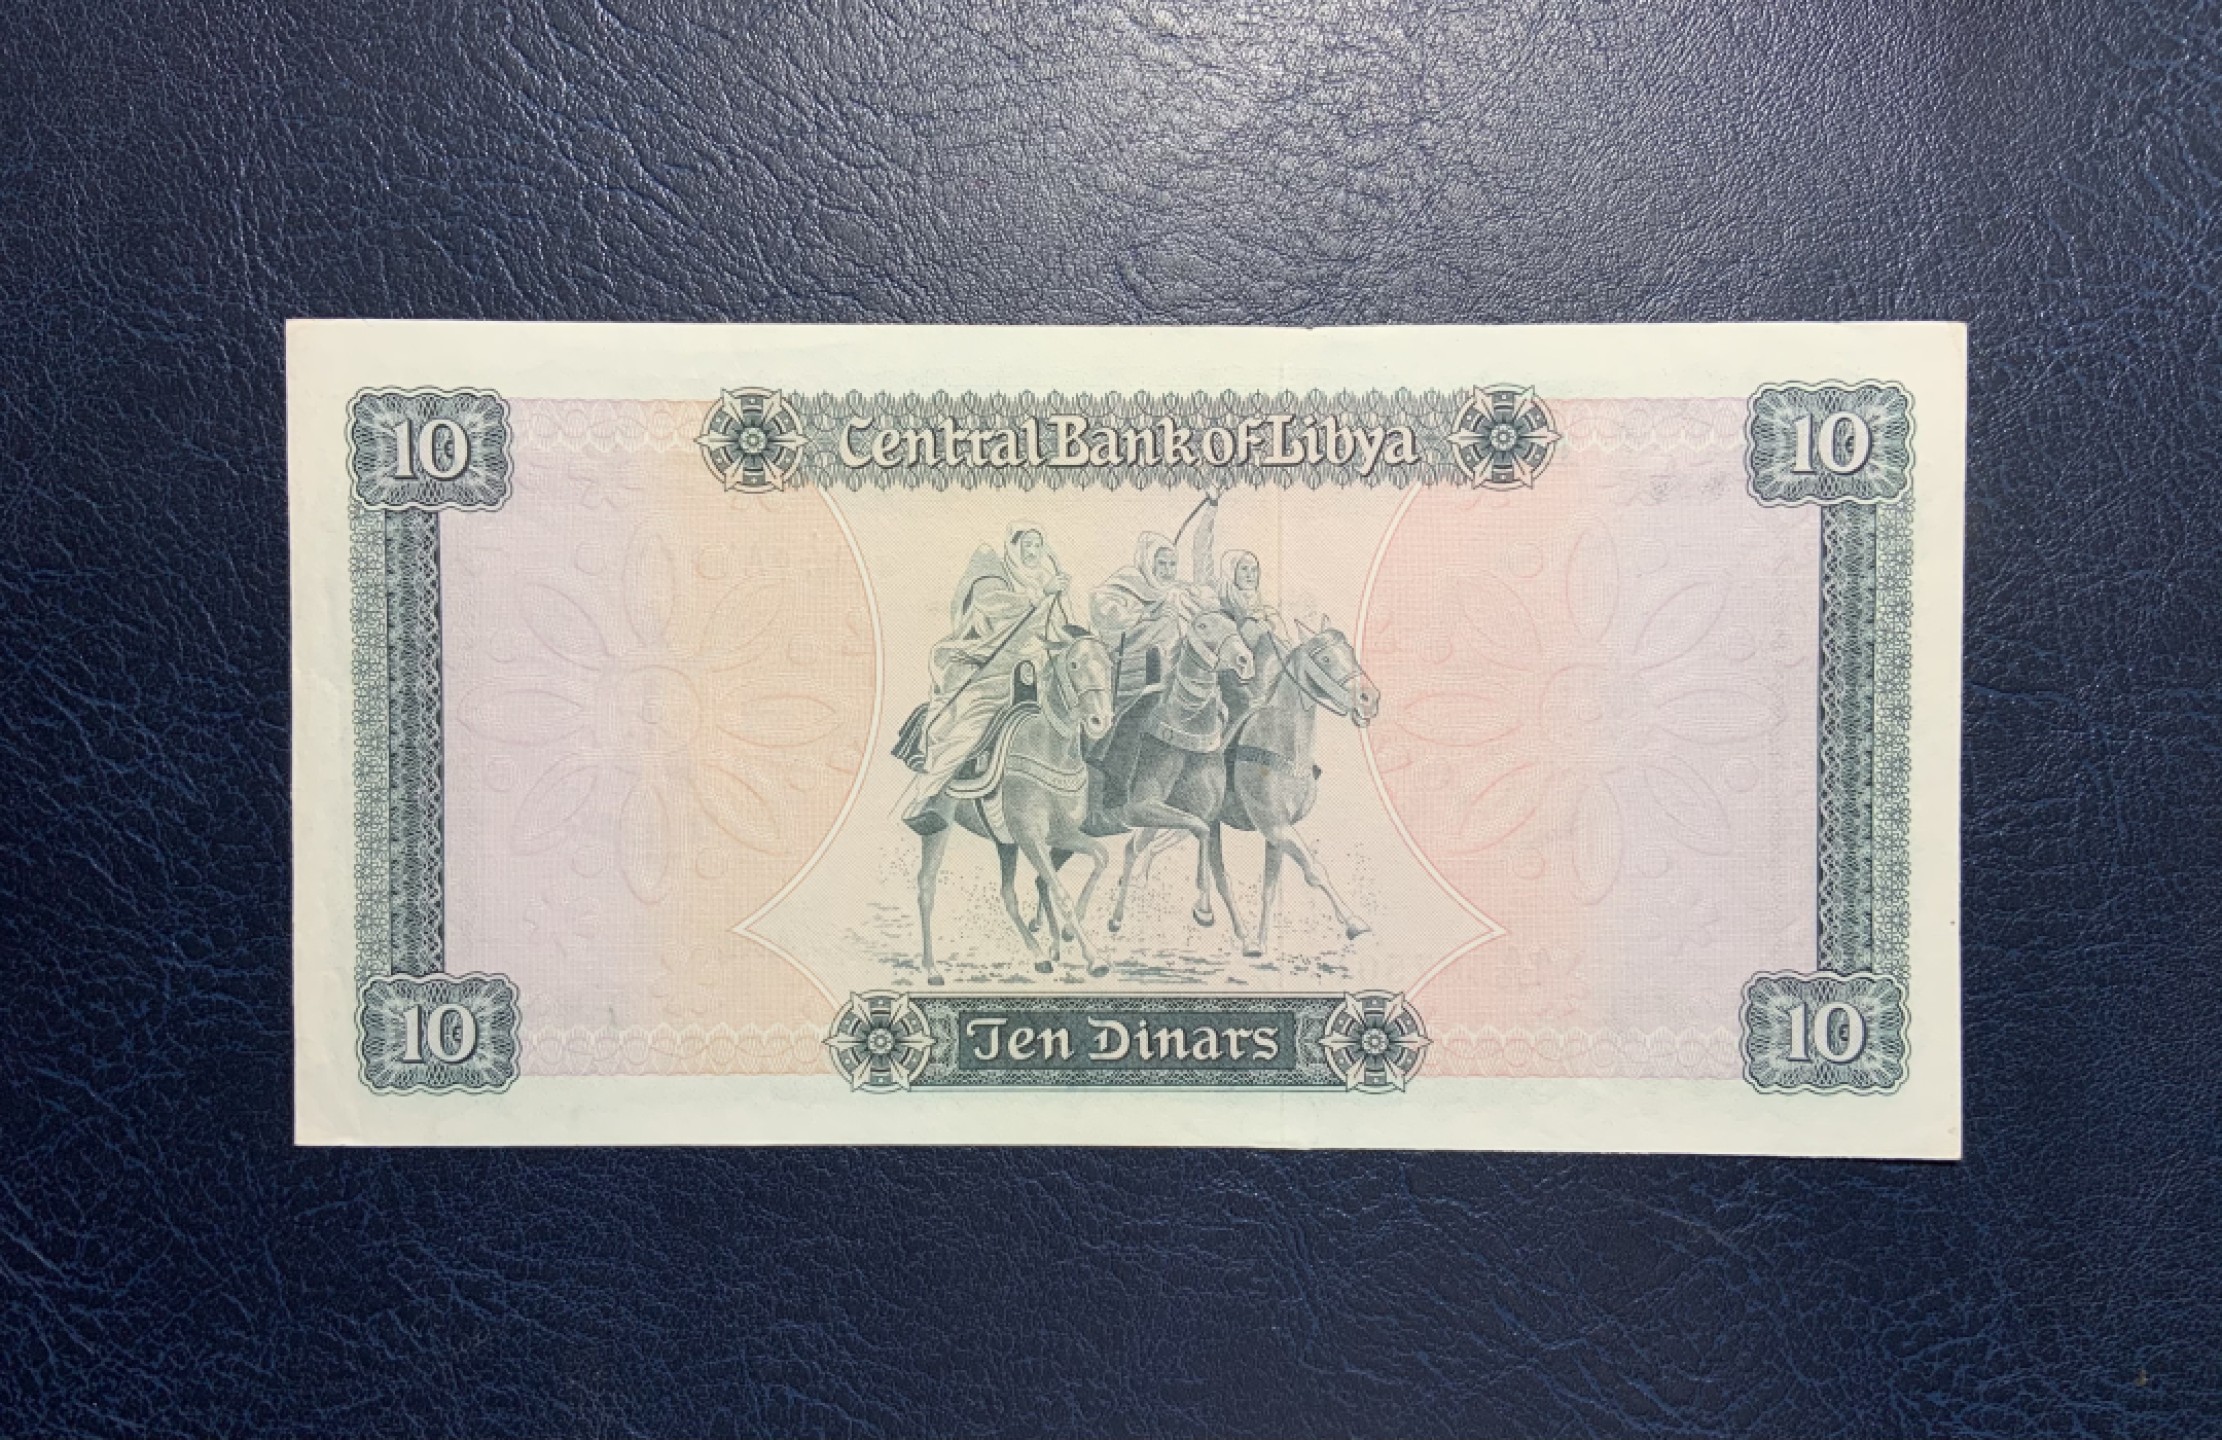 10 Central Bank of Libya 10
10 Ten Dinars 10